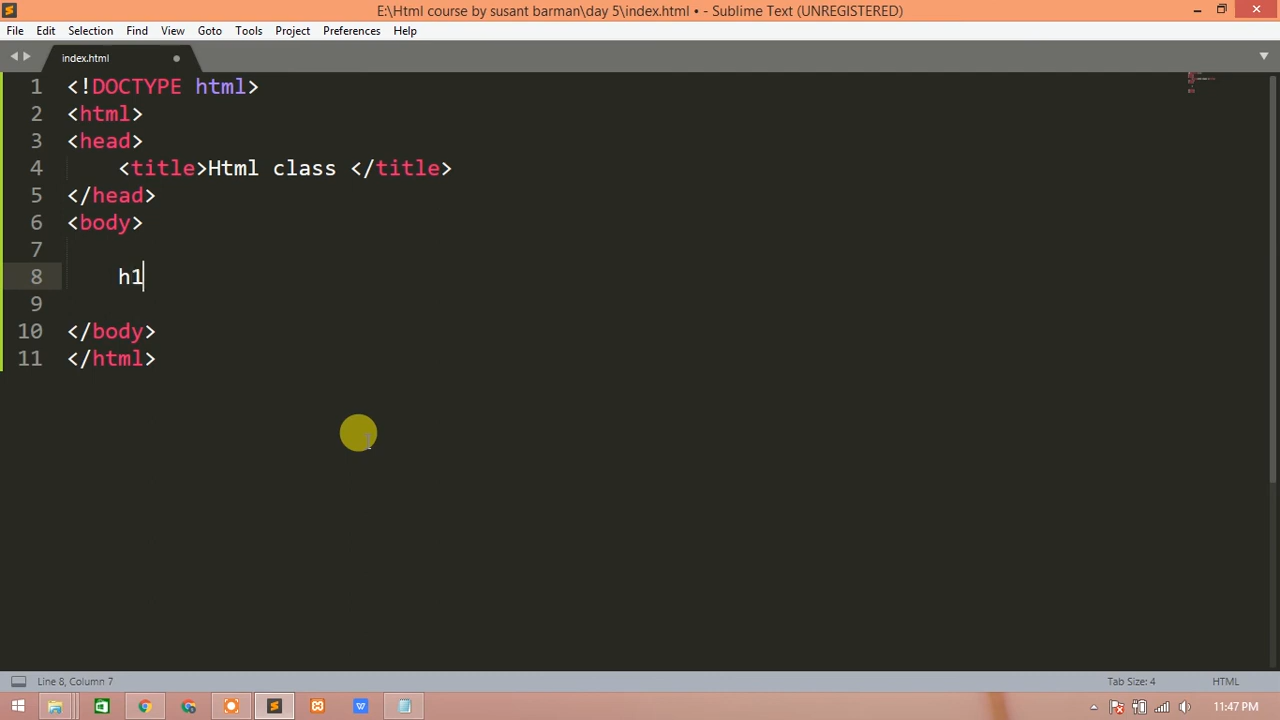 E:\Html course by susant barman\day 5\index.html • - Sublime Text (UNREGISTERED)
File Edit Selection Find View Goto Tools Project Preferences Help
index.html
1 <!DOCTYPE html>
2 <html>
3 <head>
4 <title>Html class </title>
5 </head>
6 <body>
7
8 h1
9
10 </body>
11 </html>
Line 8, Column 7 Tab Size: 4 HTML
11:47 PM